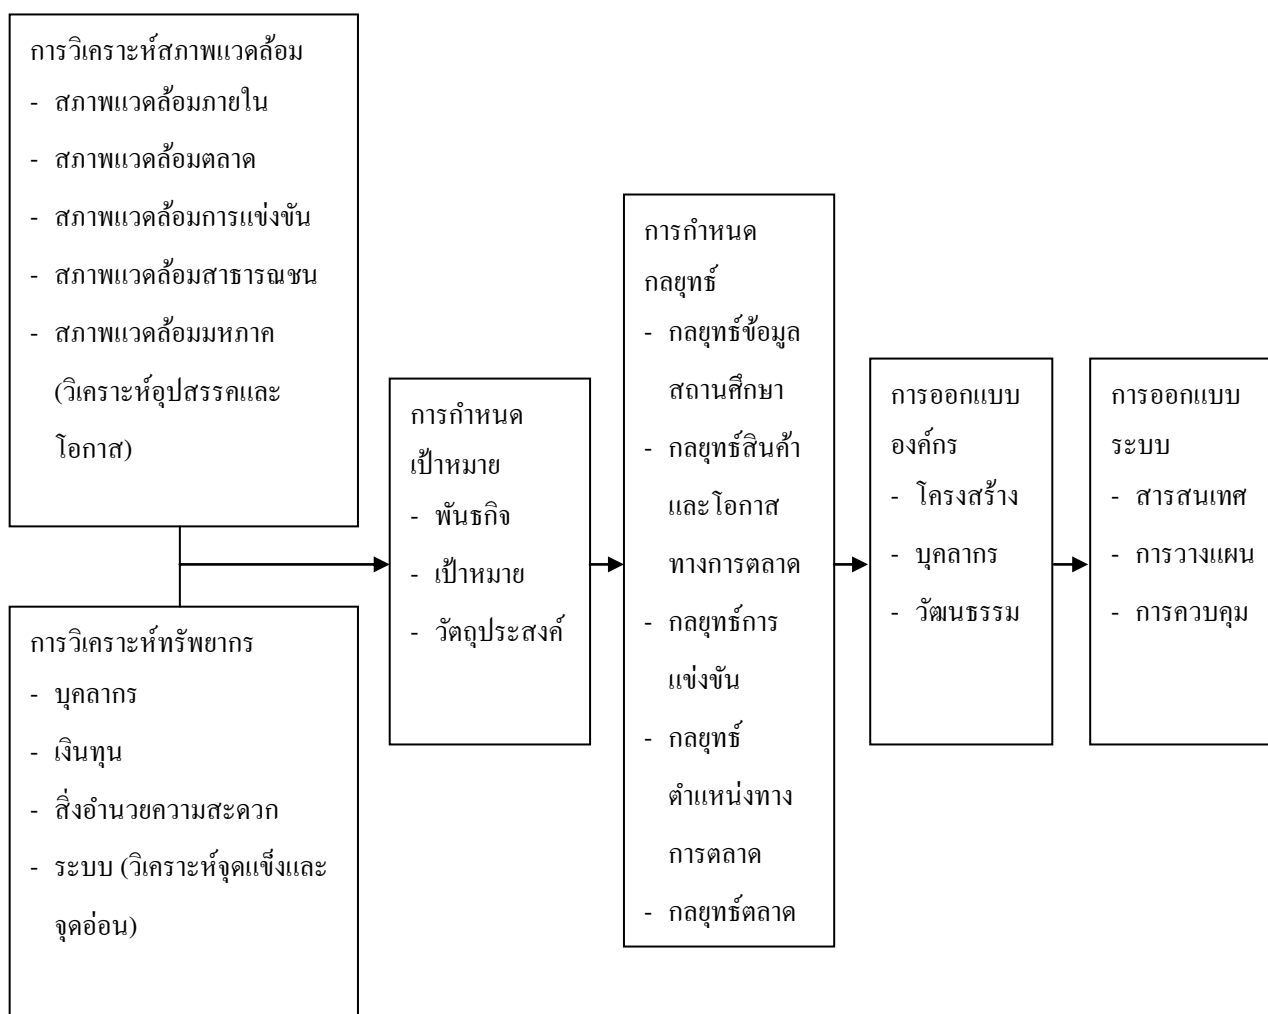 การวิเคราะห์สภาพแวดล้อม
- สภาพแวดล้อมภายใน
- สภาพแวดล้อมตลาด
- สภาพแวดล้อมการแข่งขัน
- สภาพแวดล้อมสาธารณชน
- สภาพแวดล้อมมหภาค
(วิเคราะห์อุปสรรคและ
โอกาส)
การวิเคราะห์ทรัพยากร
- บุคลากร
- เงินทุน
- สิ่งอำนวยความสะดวก
- ระบบ (วิเคราะห์จุดแข็งและ
จุดอ่อน)
การกำหนด
เป้าหมาย
- พันธกิจ
- เป้าหมาย
- วัตถุประสงค์
การกำหนด
กลยุทธ์
- กลยุทธ์ข้อมูล
สถานศึกษา
- กลยุทธ์สินค้า
และโอกาส
ทางการตลาด
- กลยุทธ์การ
แข่งขัน
- กลยุทธ์
ตำแหน่งทาง
การตลาด
- กลยุทธ์ตลาด
การออกแบบ
องค์กร
- โครงสร้าง
- บุคลากร
- วัฒนธรรม
การออกแบบ
ระบบ
- สารสนเทศ
- การวางแผน
- การควบคุม